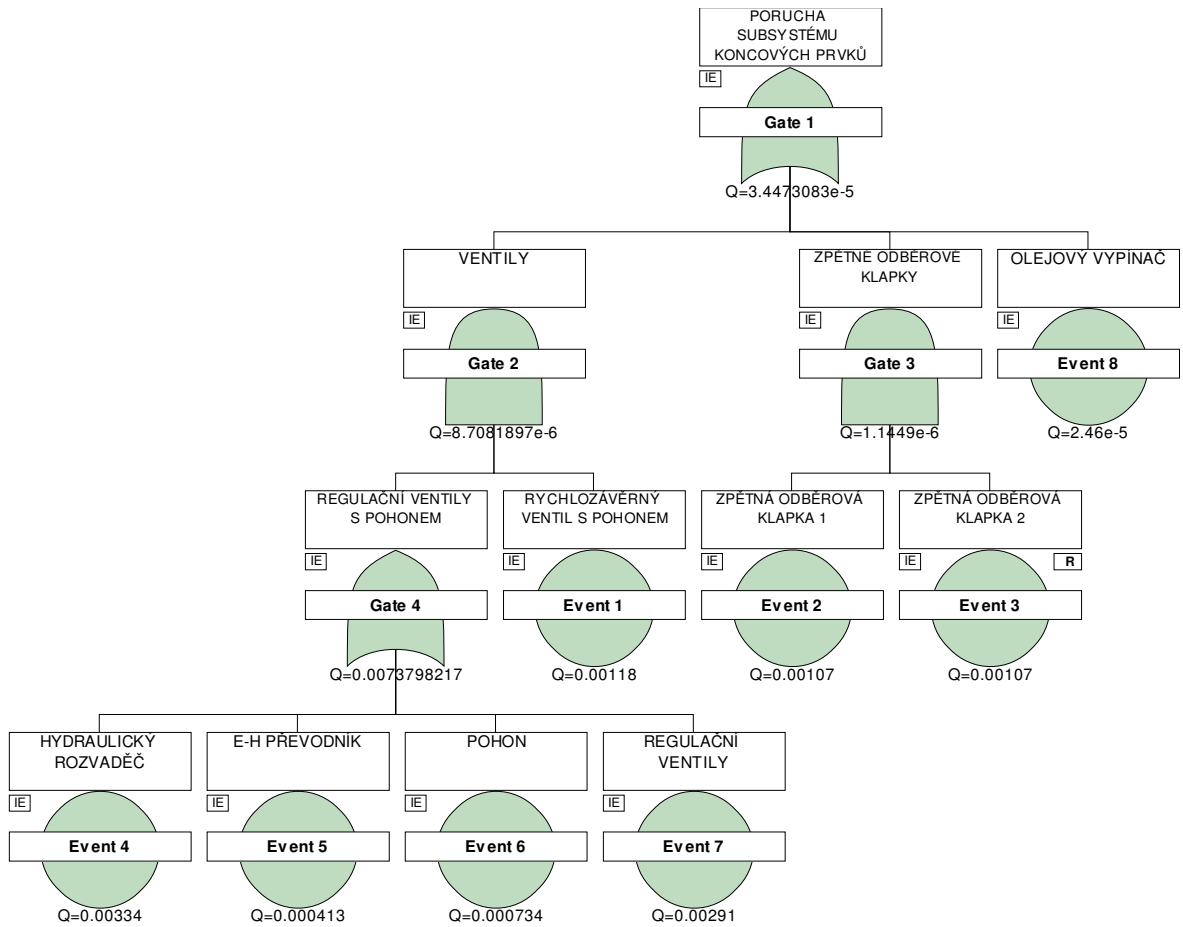 PORUCHA
SUBSYSTÉMU
KONCOVÝCH PRVKŮ
IE
Gate 1
Q=3.4473083e-5
VENTILY
IE
Gate 2
Q=8.7081897e-6
ZPĚTNÉ ODBĚROVÉ
KLAPKY
IE
Gate 3
Q=1.1449e-6
OLEJOVÝ VYPÍNAČ
IE
Event 8
Q=2.46e-5
REGULAČNÍ VENTILY
S POHONEM
IE
Gate 4
Q=0.0073798217
RYCHLOZÁVĚRNÝ
VENTIL S POHONEM
IE
Event 1
Q=0.00118
ZPĚTNÁ ODBĚROVÁ
KLAPKA 1
IE
Event 2
Q=0.00107
ZPĚTNÁ ODBĚROVÁ
KLAPKA 2
IE
R
Event 3
Q=0.00107
HYDRAULICKÝ
ROZVADĚČ
IE
Event 4
Q=0.00334
E-H PŘEVODNÍK
IE
Event 5
Q=0.000413
POHON
IE
Event 6
Q=0.000734
REGULAČNÍ
VENTILY
IE
Event 7
Q=0.00291